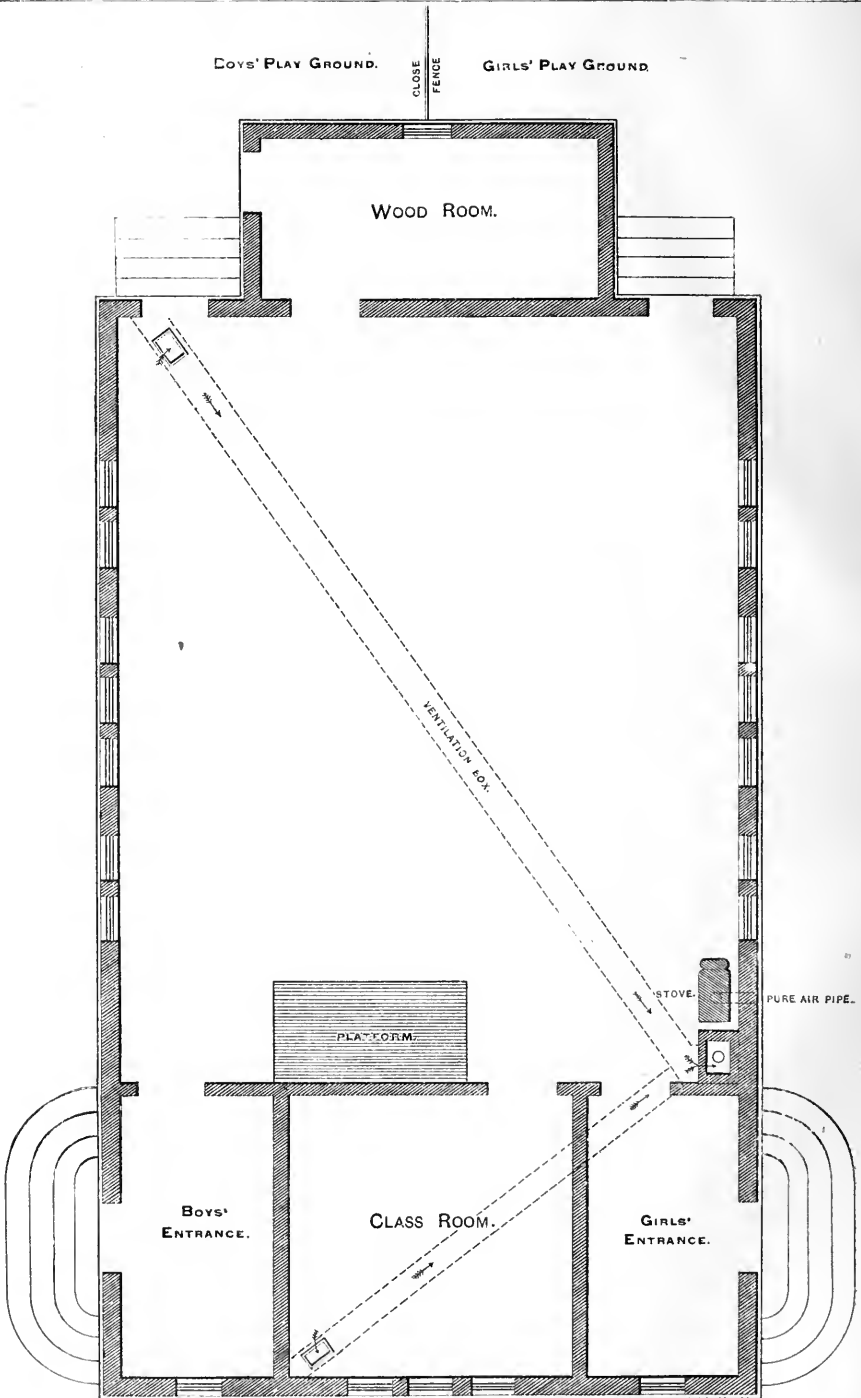 BOYS' PLAY GROUND.
CLOSE
FENCE
GIRLS' PLAY GROUND.
WOOD ROOM.
VENTILATION BOX.
STOVE.
PURE AIR PIPE.
PLATFORM.
BOYS'
ENTRANCE.
CLASS ROOM.
GIRLS'
ENTRANCE.